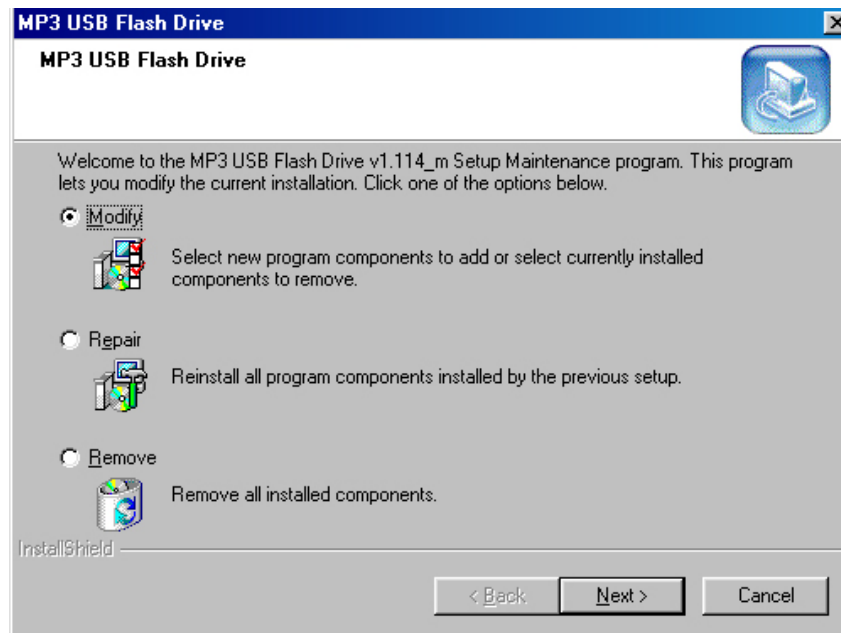 MP3 USB Flash Drive
MP3 USB Flash Drive
Welcome to the MP3 USB Flash Drive v1.114_m Setup Maintenance program. This program
lets you modify the current installation. Click one of the options below.
Modify
Select new program components to add or select currently installed
components to remove.
Repair
Reinstall all program components installed by the previous setup.
Remove
Remove all installed components.
InstallShield
< Back
Next >
Cancel